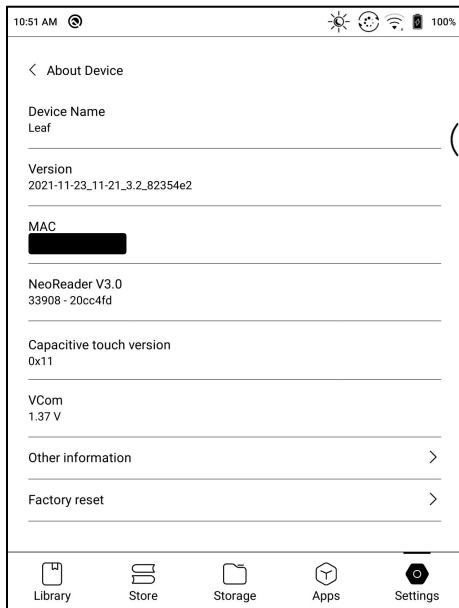 10:51 AM 100%
About Device
Device Name
Leaf
Version
2021-11-23_11-21_3.2_82354e2
MAC
NeoReader V3.0
33908 - 20cc4fd
Capacitive touch version
0x11
VCom
1.37 V
Other information
Factory reset
Library Store Storage Apps Settings